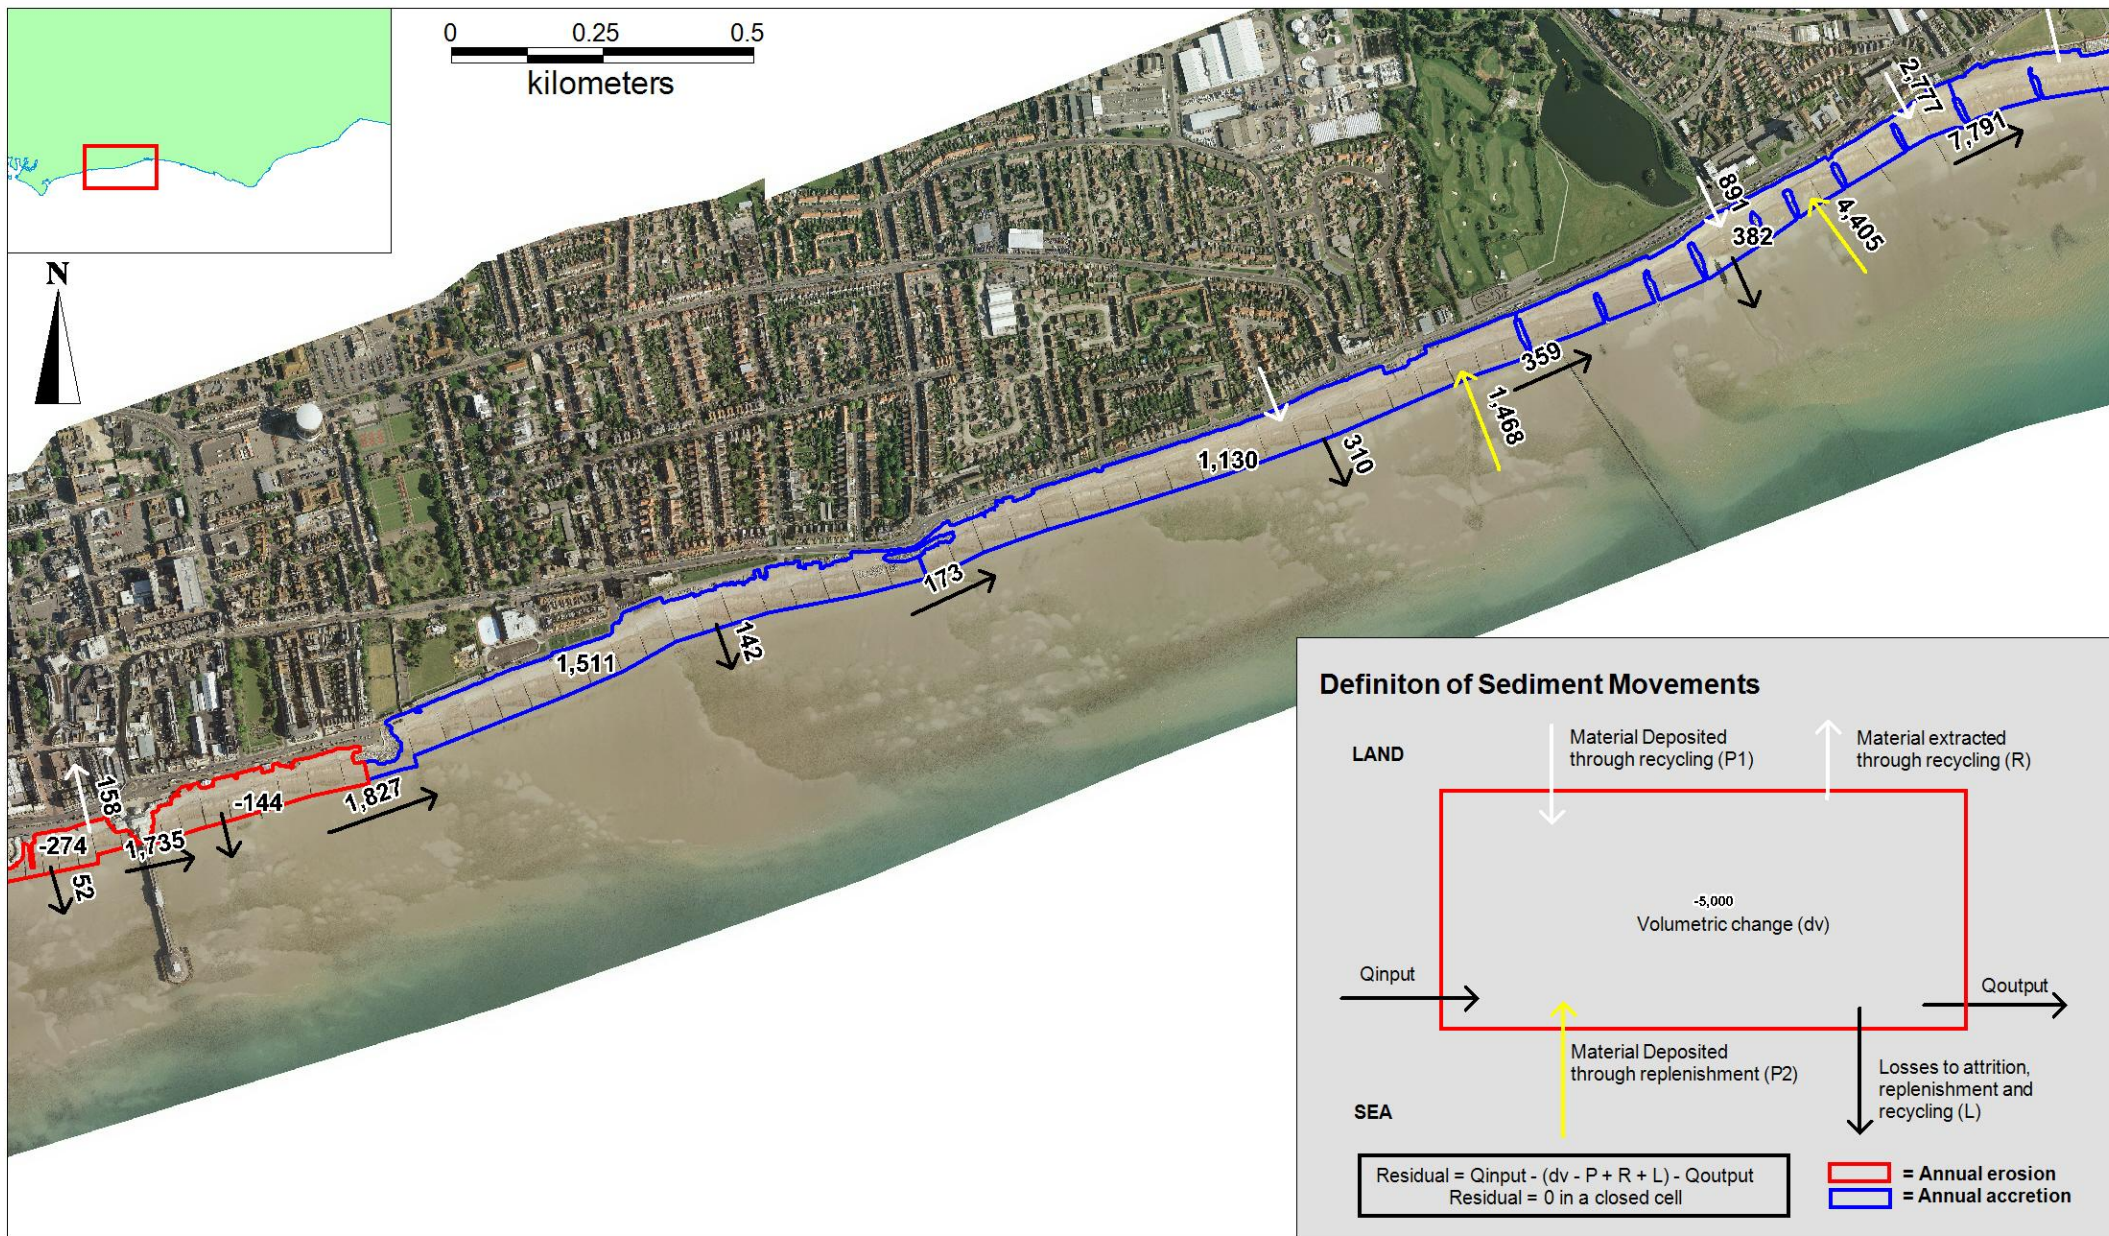 0 0.25 0.5
kilometers
N
2,777
7,791
891
382
4,405
359
1,468
1,130
310
173
142
1,511
1,827
-144
158
-274
1,735
52
Definiton of Sediment Movements
LAND
Material Deposited
through recycling (P1)
Material extracted
through recycling (R)
-5,000
Volumetric change (dv)
Qinput
Qoutput
Material Deposited
through replenishment (P2)
Losses to attrition,
replenishment and
recycling (L)
SEA
Residual = Qinput - (dv - P + R + L) - Qoutput
Residual = 0 in a closed cell
= Annual erosion
= Annual accretion